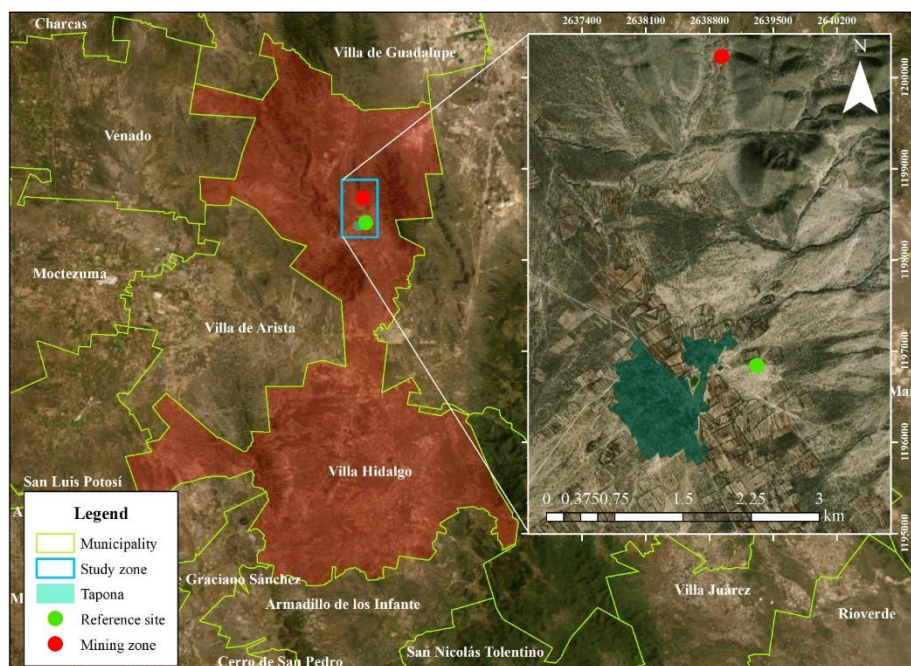 Charcas
Villa de Guadalupe
Venado
Moctezuma
Villa de Arista
Villa Hidalgo
San Luis Potosí
Graciano Sánchez
Armadillo de los Infante
Cerro de San Pedro
San Nicolás Tolentino
Villa Juárez
Rioverde
2637400 2638100 2638800 2639500 2640200
N
1200000
1199000
1198000
1197000
1196000
1195000
0 0.375 0.75 1.5 2.25 3
km
Legend
Municipality
Study zone
Tapona
Reference site
Mining zone